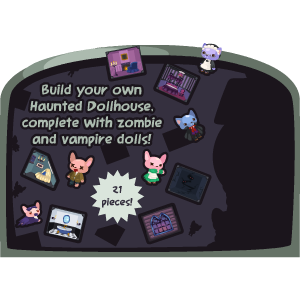 Build your own
Haunted Dollhouse,
complete with zombie
and vampire dolls!
21
pieces!